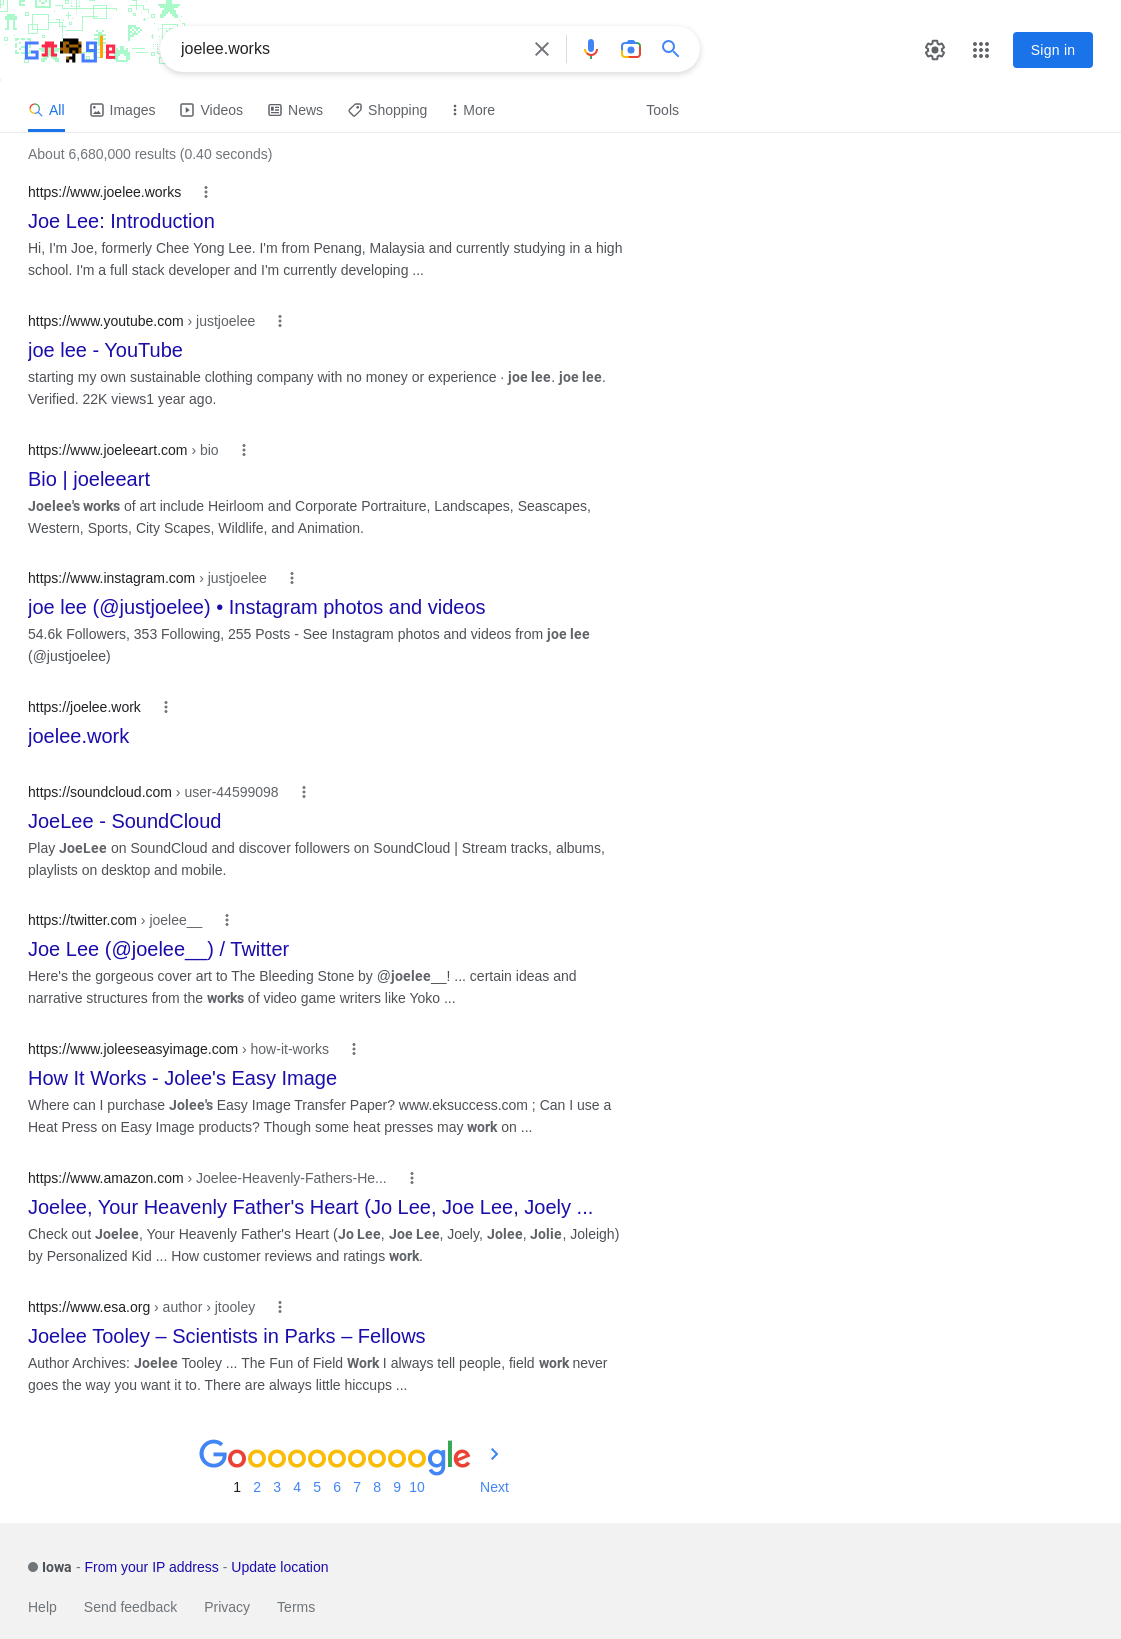 Google
joelee.works
Sign in
All Images Videos News Shopping More Tools
About 6,680,000 results (0.40 seconds)
https://www.joelee.works
Joe Lee: Introduction
Hi, I'm Joe, formerly Chee Yong Lee. I'm from Penang, Malaysia and currently studying in a high
school. I'm a full stack developer and I'm currently developing ...
https://www.youtube.com › justjoelee
joe lee - YouTube
starting my own sustainable clothing company with no money or experience · joe lee. joe lee.
Verified. 22K views1 year ago.
https://www.joeleeart.com › bio
Bio | joeleeart
Joelee's works of art include Heirloom and Corporate Portraiture, Landscapes, Seascapes,
Western, Sports, City Scapes, Wildlife, and Animation.
https://www.instagram.com › justjoelee
joe lee (@justjoelee) • Instagram photos and videos
54.6k Followers, 353 Following, 255 Posts - See Instagram photos and videos from joe lee
(@justjoelee)
https://joelee.work
joelee.work
https://soundcloud.com › user-44599098
JoeLee - SoundCloud
Play JoeLee on SoundCloud and discover followers on SoundCloud | Stream tracks, albums,
playlists on desktop and mobile.
https://twitter.com › joelee__
Joe Lee (@joelee__) / Twitter
Here's the gorgeous cover art to The Bleeding Stone by @joelee__! ... certain ideas and
narrative structures from the works of video game writers like Yoko ...
https://www.joleeseasyimage.com › how-it-works
How It Works - Jolee's Easy Image
Where can I purchase Jolee's Easy Image Transfer Paper? www.eksuccess.com ; Can I use a
Heat Press on Easy Image products? Though some heat presses may work on ...
https://www.amazon.com › Joelee-Heavenly-Fathers-He...
Joelee, Your Heavenly Father's Heart (Jo Lee, Joe Lee, Joely ...
Check out Joelee, Your Heavenly Father's Heart (Jo Lee, Joe Lee, Joely, Jolee, Jolie, Joleigh)
by Personalized Kid ... How customer reviews and ratings work.
https://www.esa.org › author › jtooley
Joelee Tooley – Scientists in Parks – Fellows
Author Archives: Joelee Tooley ... The Fun of Field Work I always tell people, field work never
goes the way you want it to. There are always little hiccups ...
Goooooooooogle
1 2 3 4 5 6 7 8 9 10 Next
Iowa - From your IP address - Update location
Help Send feedback Privacy Terms